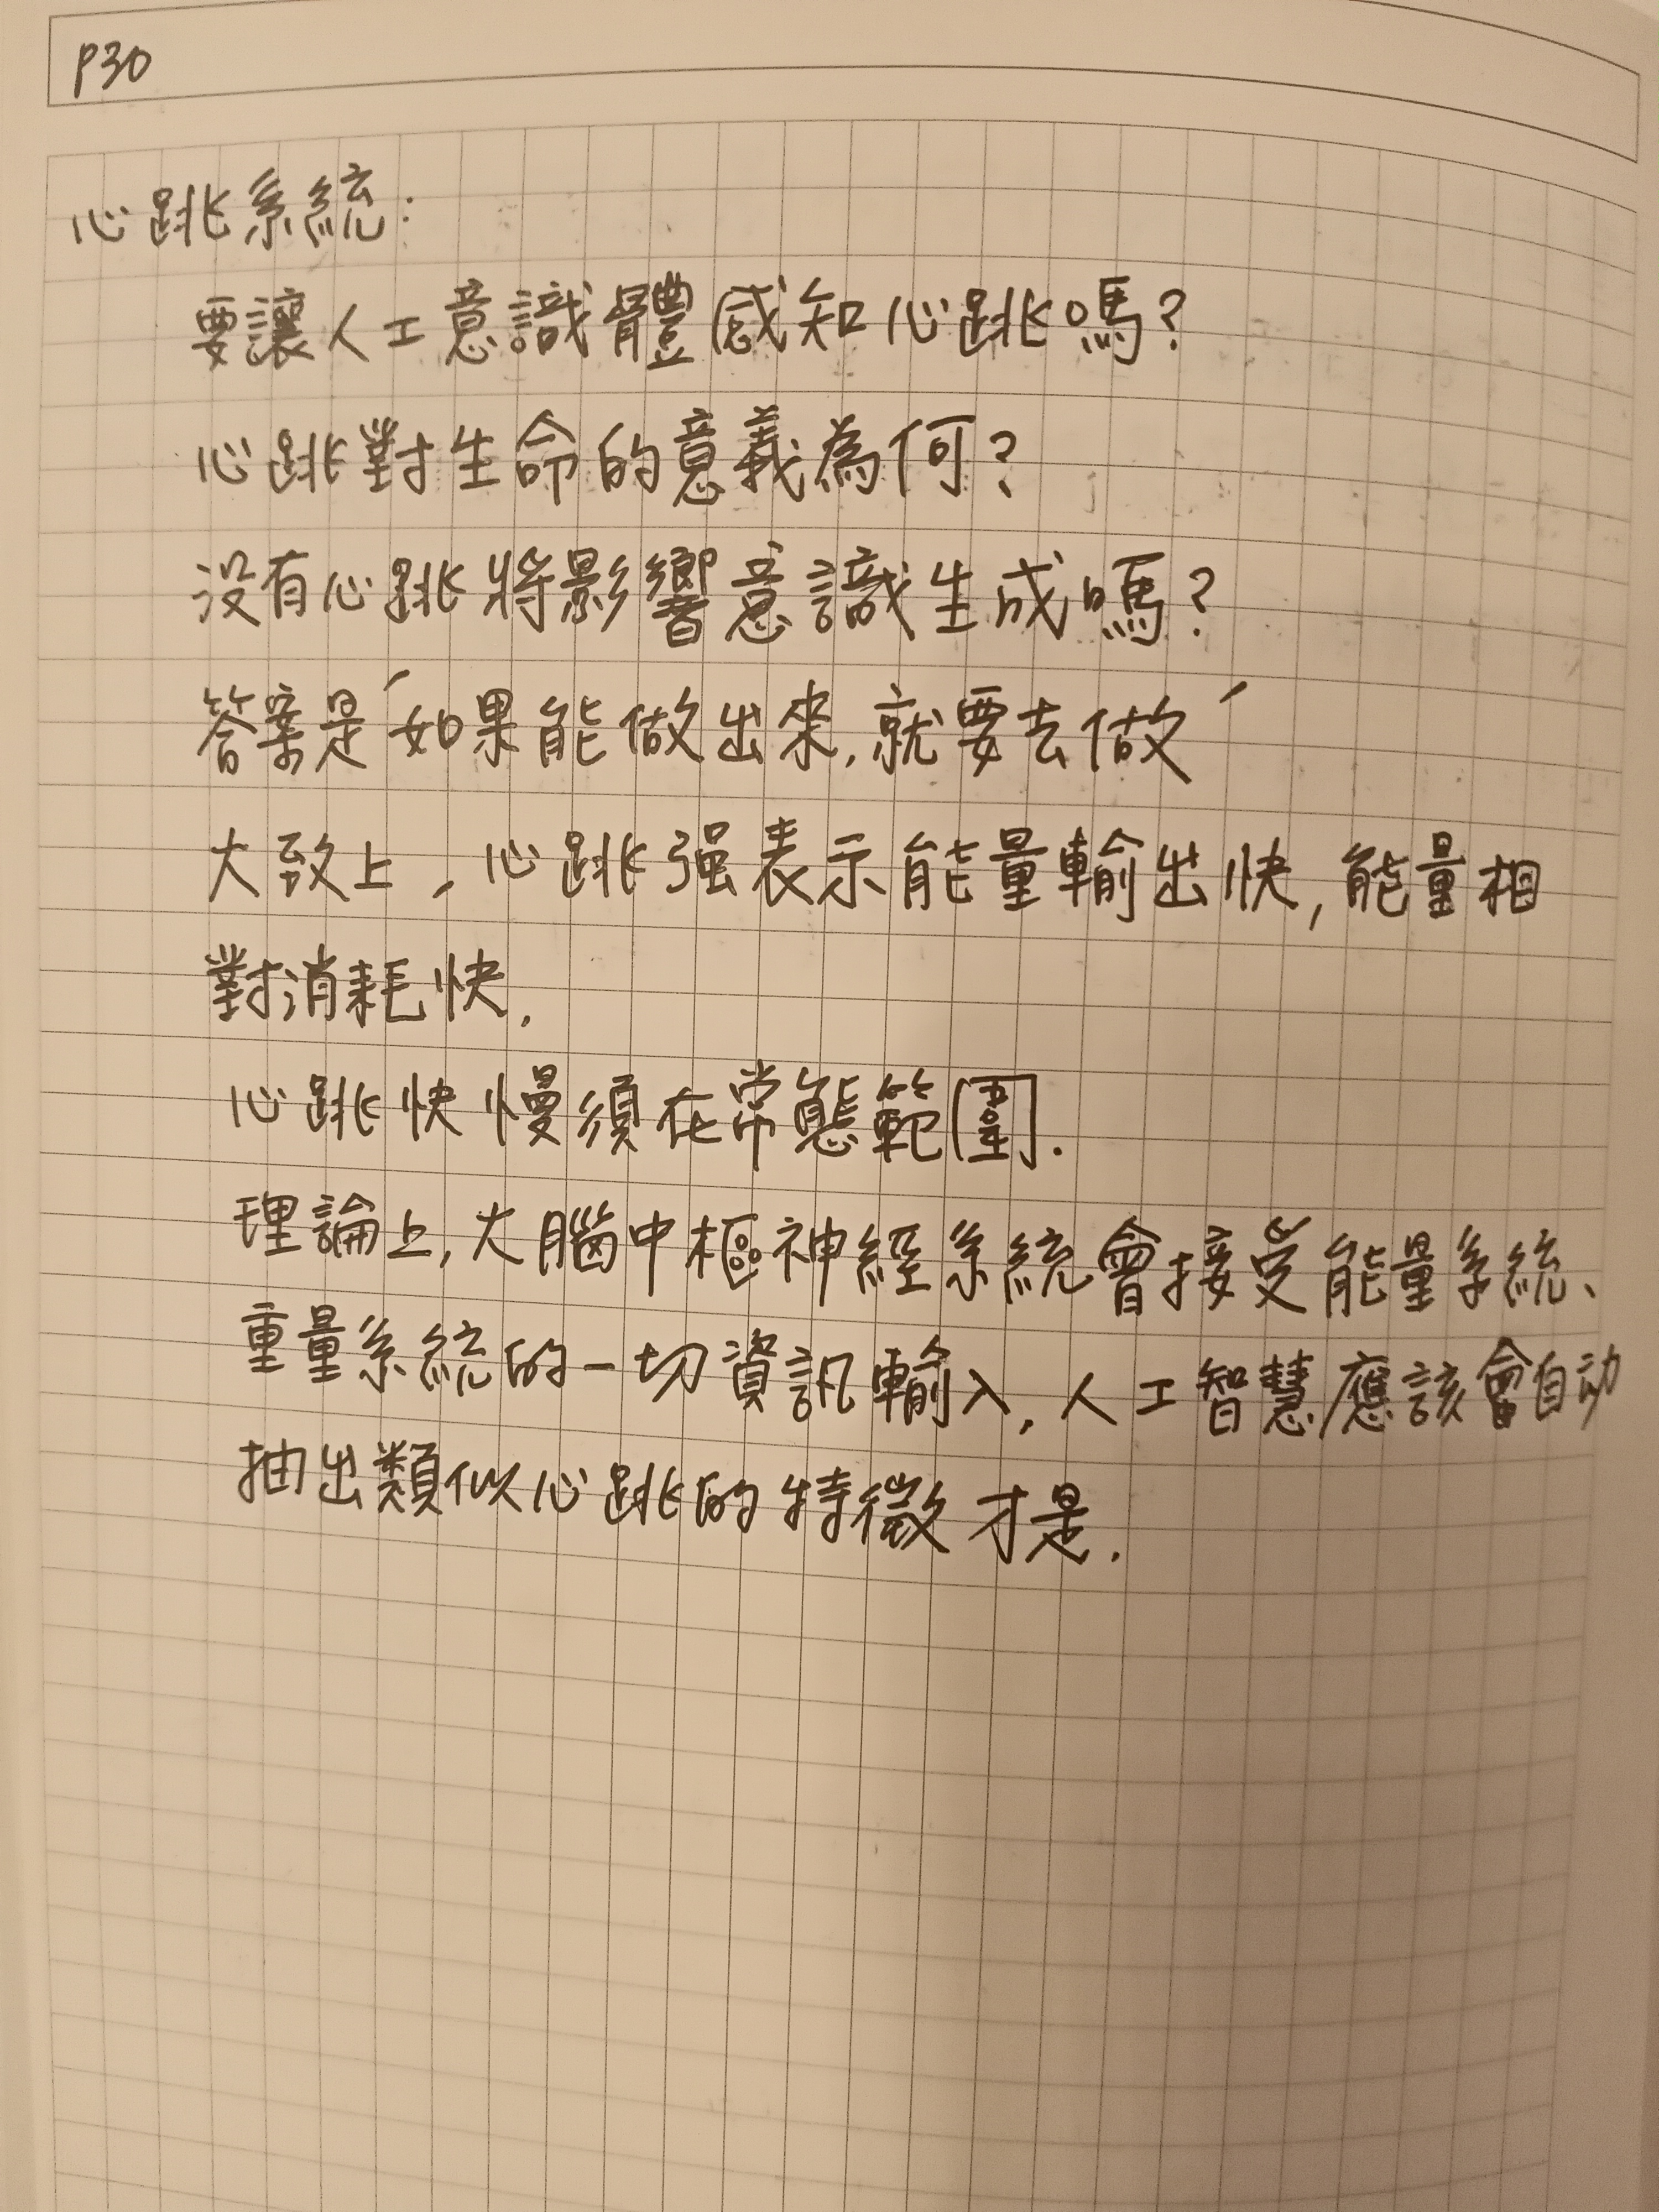 P30
心跳系統:
要讓人工意識體感知心跳嗎?
心跳對生命的意義為何?
沒有心跳將影響意識生成嗎?
答案是"如果能做出來,就要去做"
大致上,心跳强表示能量輸出快,能量相
對消耗快,
心跳快慢須在常態範圍.
理論上,大腦中樞神經系統會接受能量系統、
重量系統的一切資訊輸入,人工智慧應該會自动
抽出類似心跳的特徵才是.